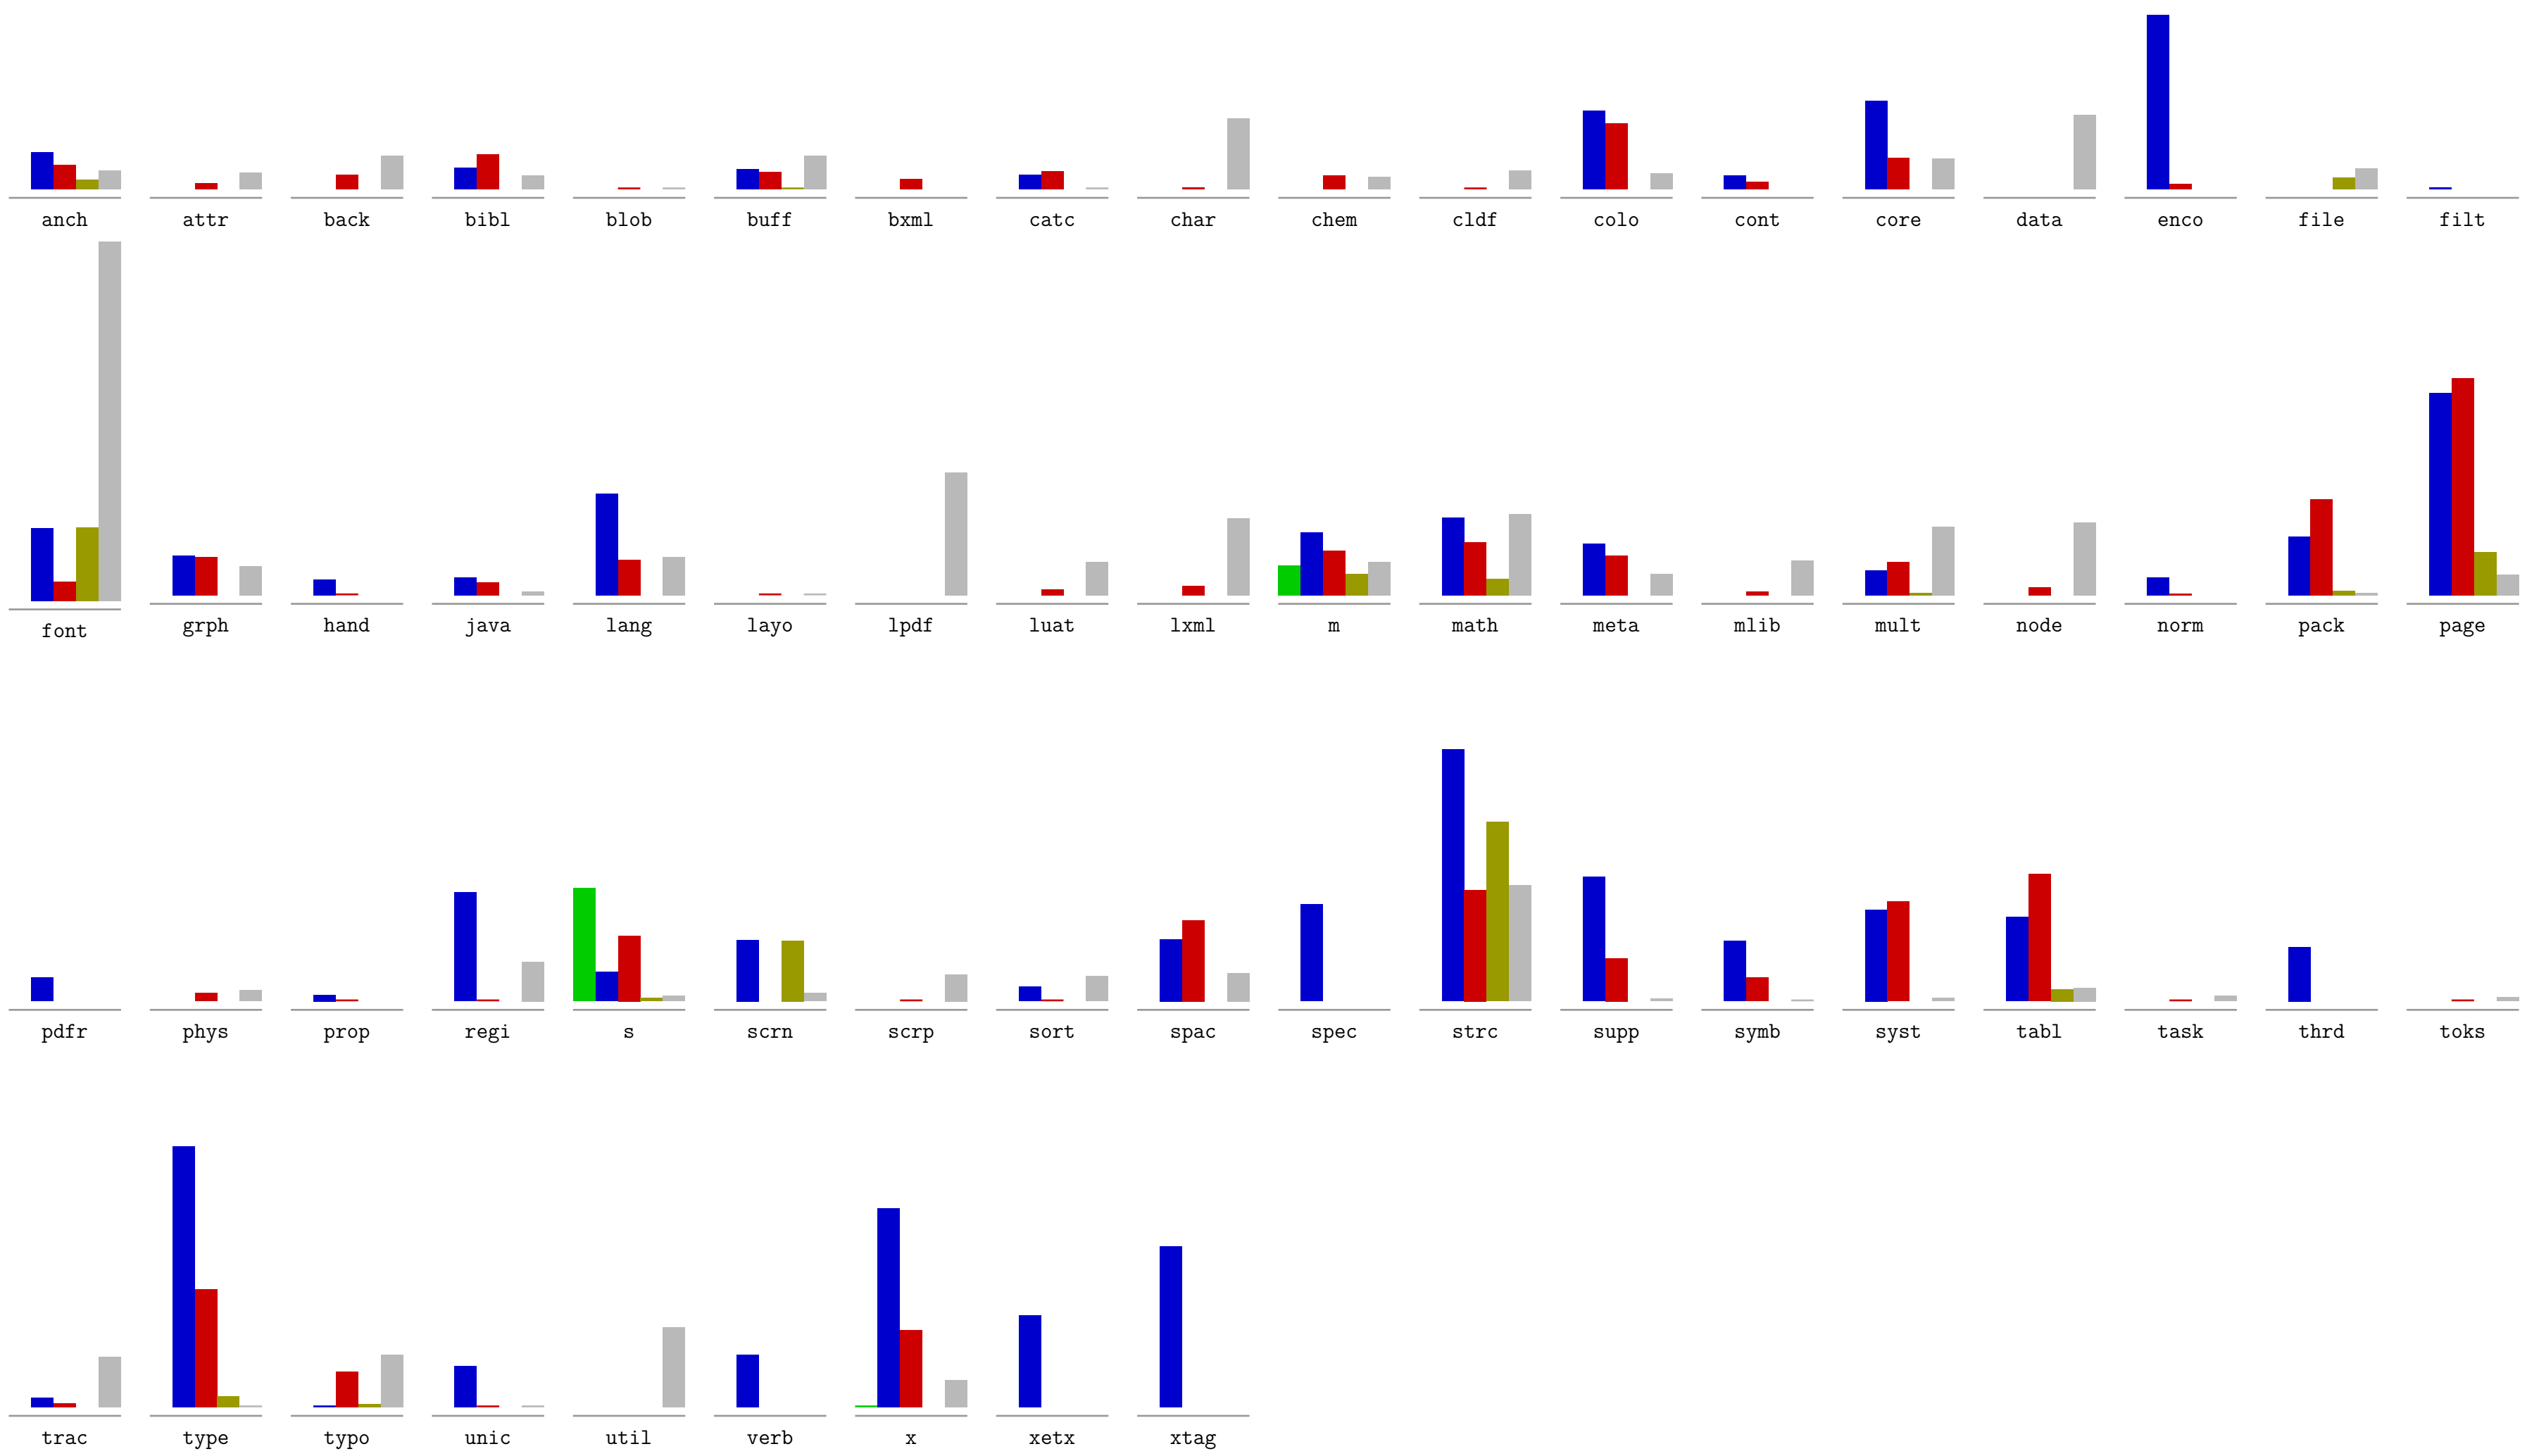 anch attr back bibl blob buff bxml catc char chem cldf colo cont core data enco file filt
font grph hand java lang layo lpdf luat lxml m math meta mlib mult node norm pack page
pdfr phys prop regi s scrn scrp sort spac spec strc supp symb syst tabl task thrd toks
trac type typo unic util verb x xetx xtag